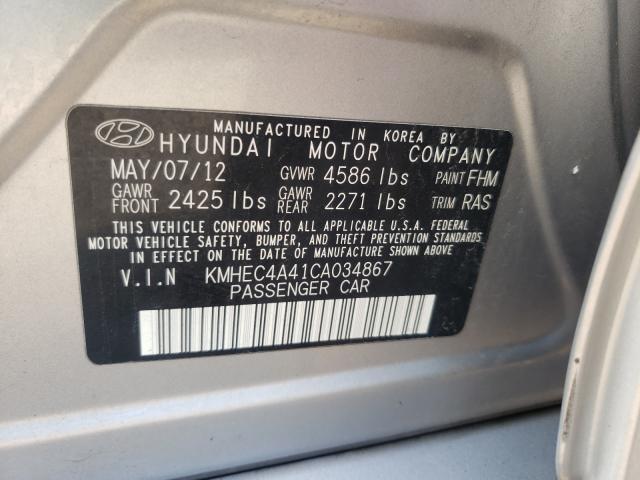 MANUFACTURED IN KOREA BY
HYUNDAI MOTOR COMPANY
MAY/07/12 GVWR 4586 lbs PAINT FHM
GAWR FRONT 2425 lbs GAWR REAR 2271 lbs TRIM RAS
THIS VEHICLE CONFORMS TO ALL APPLICABLE U.S.A. FEDERAL
MOTOR VEHICLE SAFETY, BUMPER, AND THEFT PREVENTION STANDARDS
IN EFFECT ON THE DATE OF MANUFACTURE SHOWN ABOVE
V.I.N KMHEC4A41CA034867
PASSENGER CAR